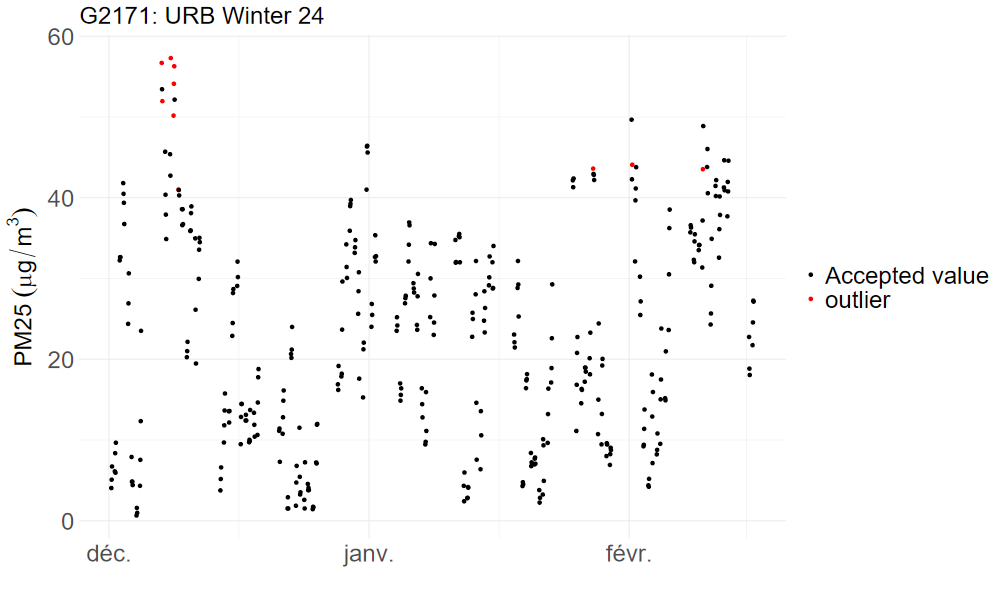 G2171: URB Winter 24
60
40
20
0
PM25 (μg/m³)
déc.
janv.
févr.
Accepted value
outlier